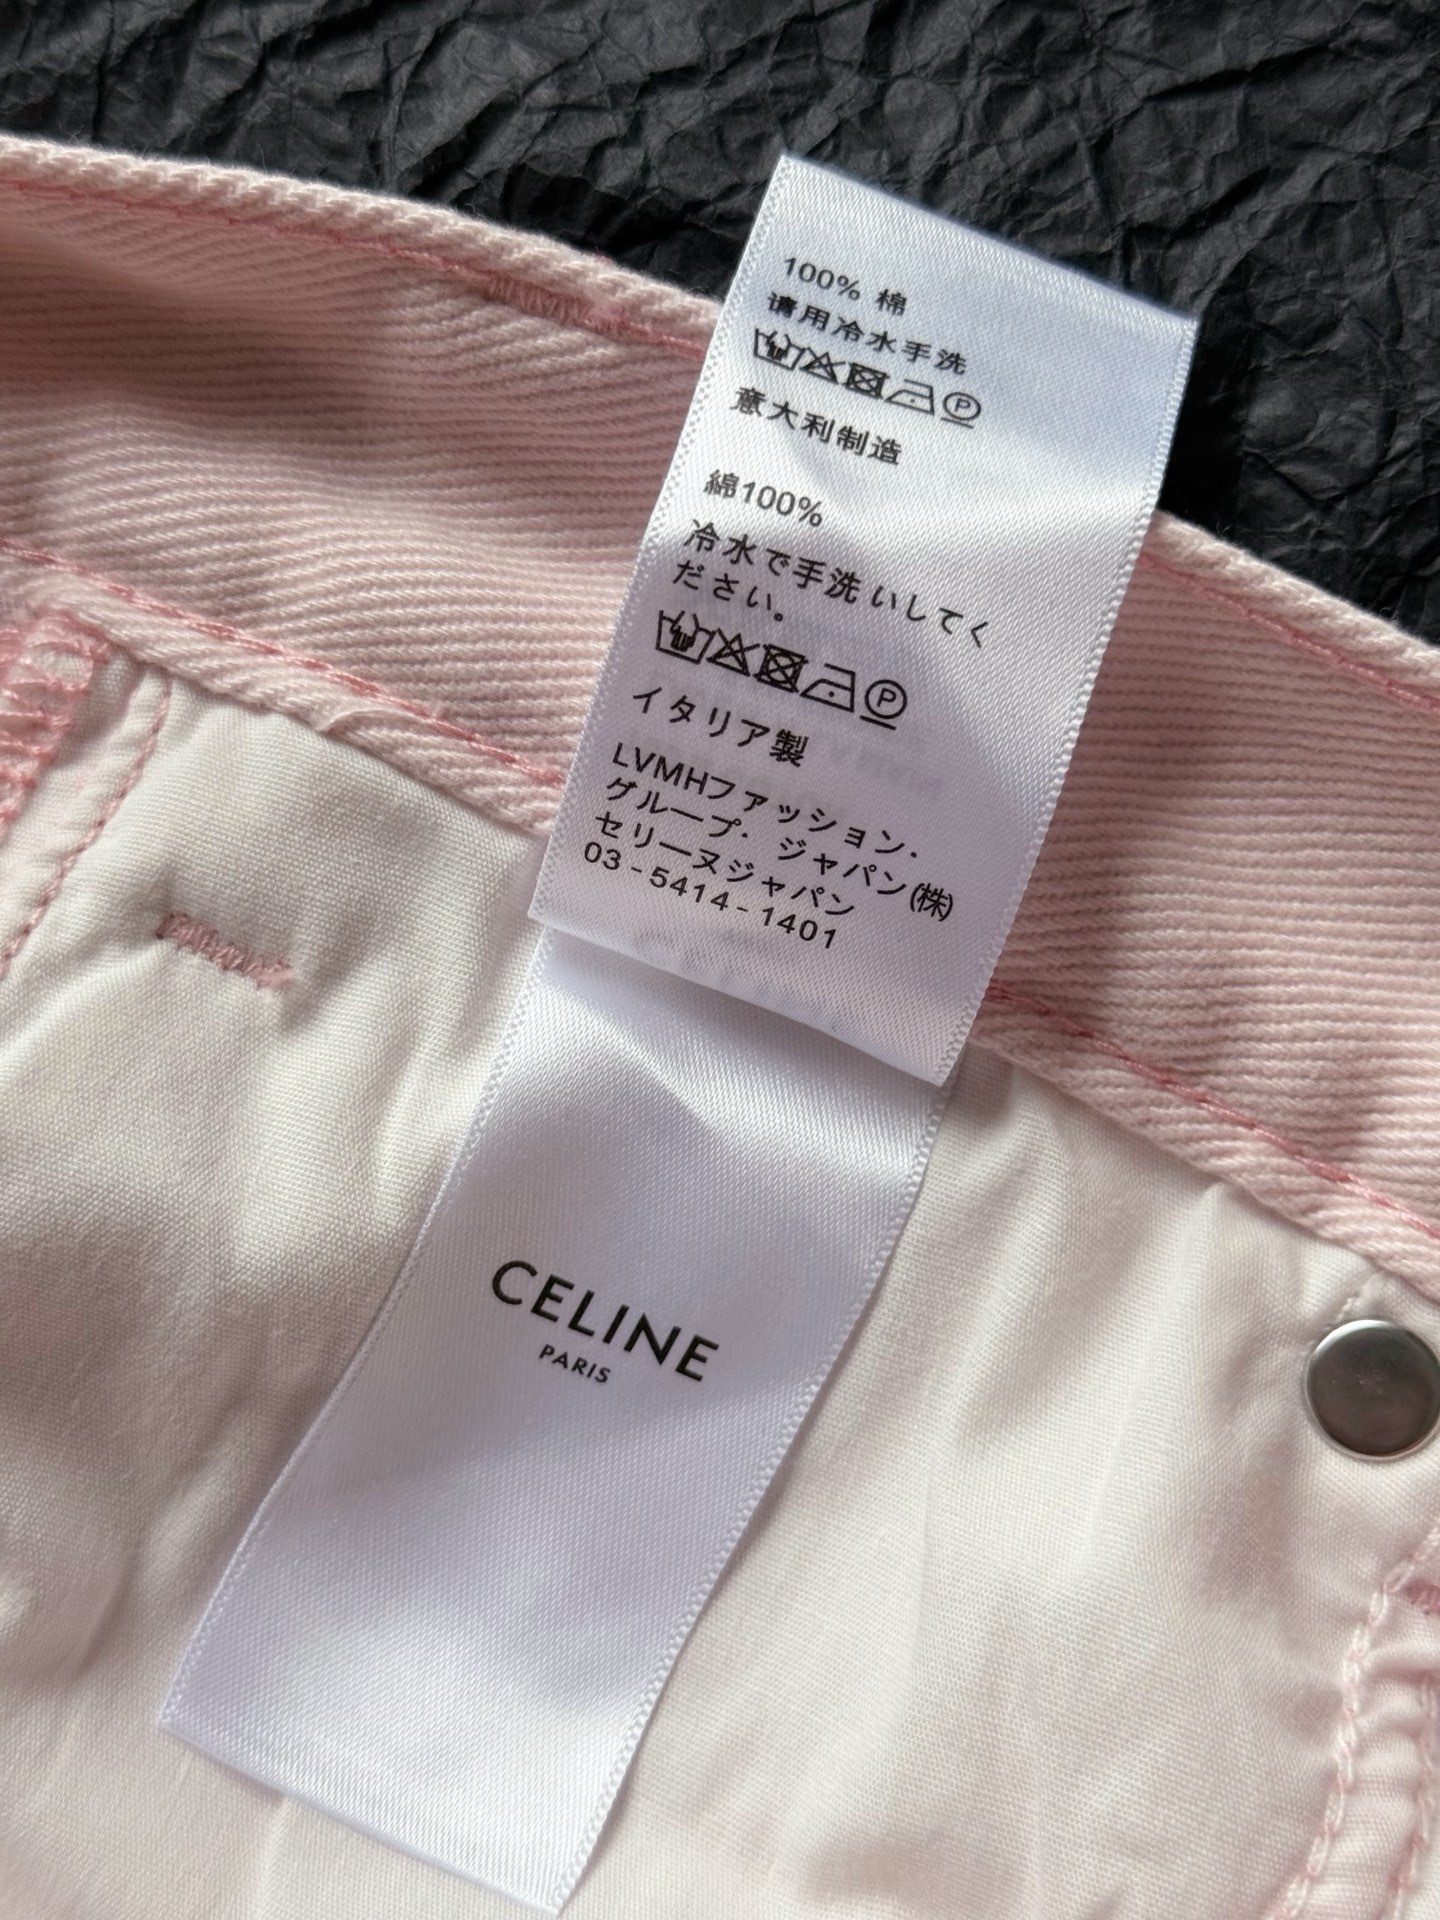 100% 棉
请用冷水手洗
P
意大利制造
綿100%
冷水で手洗いしてく
ださい。
P
イタリア製
LVMHファッション・
グループ・ ジャパン(株)
セリーヌジャパン
03-5414-1401
CELINE
PARIS